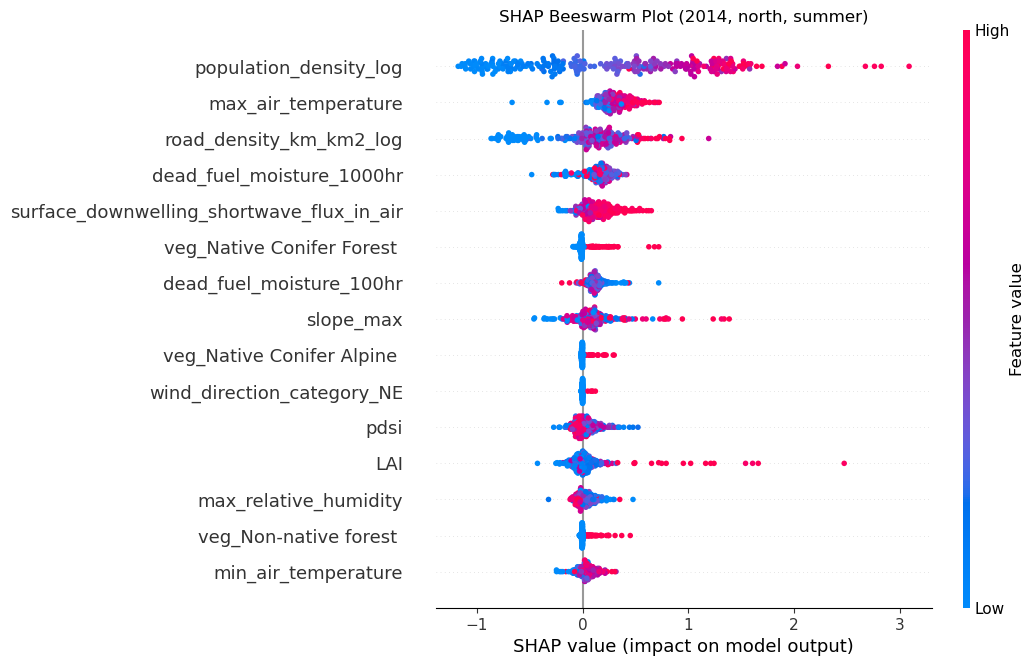 SHAP Beeswarm Plot (2014, north, summer)
High
population_density_log
max_air_temperature
road_density_km_km2_log
dead_fuel_moisture_1000hr
surface_downwelling_shortwave_flux_in_air
veg_Native Conifer Forest
dead_fuel_moisture_100hr
slope_max
veg_Native Conifer Alpine
wind_direction_category_NE
pdsi
LAI
max_relative_humidity
veg_Non-native forest
min_air_temperature
Feature value
Low
−1 0 1 2 3
SHAP value (impact on model output)